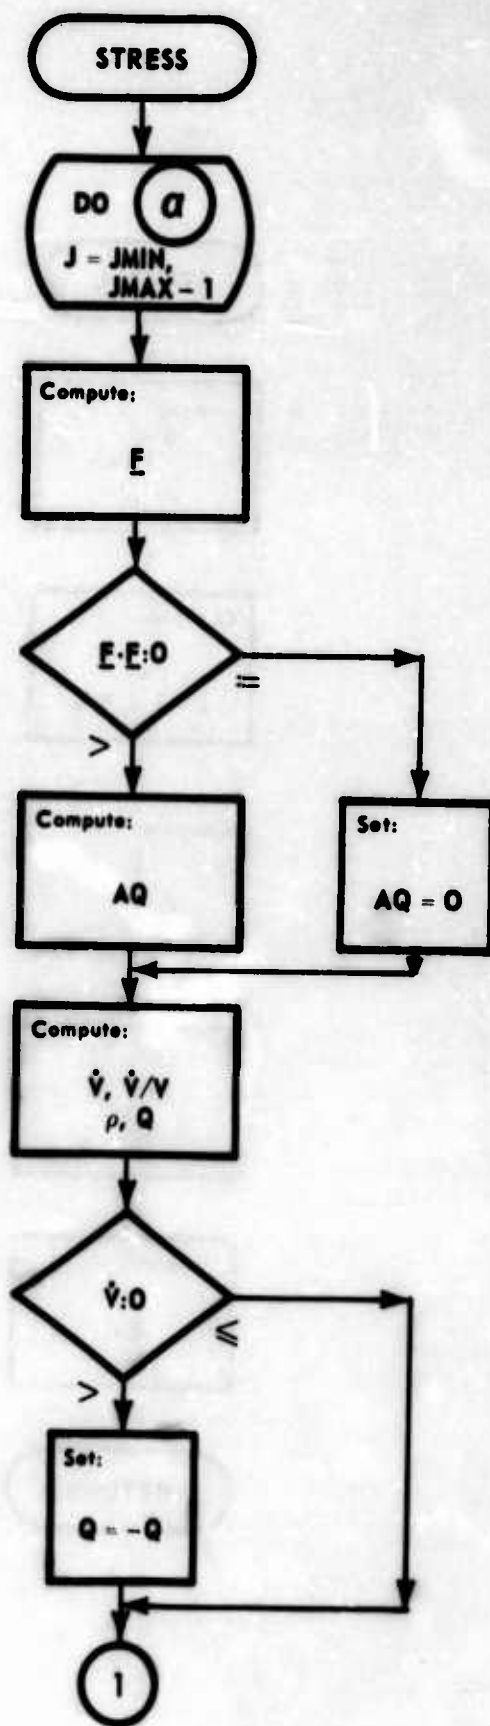 STRESS
DO a
J = JMIN,
JMAX - 1
Compute:
F
F·F:0
=
>
Compute:
AQ
Set:
AQ = 0
Compute:
V̇, V̇/V
ρ, Q
V̇:0
≤
>
Set:
Q = -Q
1